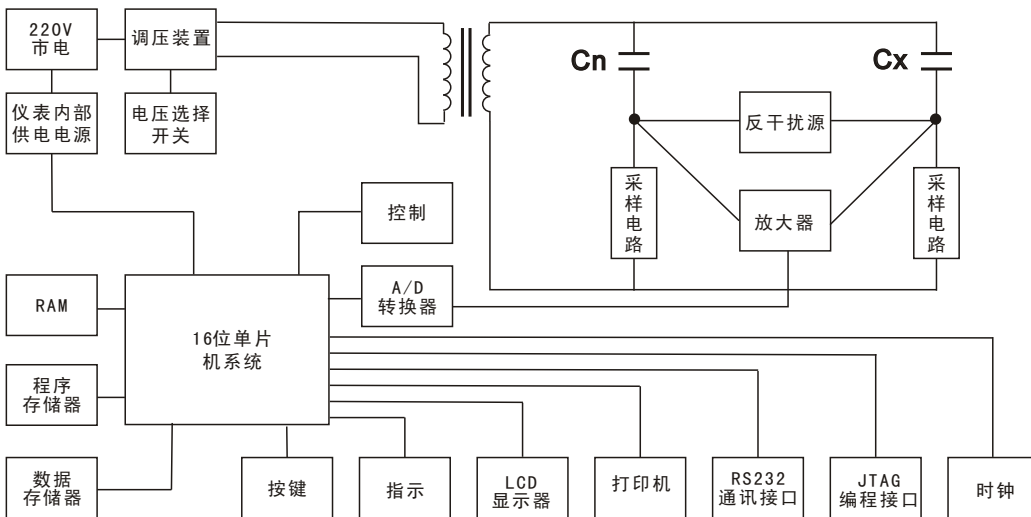 220V
市电
调压装置
仪表内部
供电电源
电压选择
开关
Cn
Cx
反干扰源
采
样
电
路
放大器
采
样
电
路
控制
A/D
转换器
RAM
16位单片
机系统
程序
存储器
数据
存储器
按键
指示
LCD
显示器
打印机
RS232
通讯接口
JTAG
编程接口
时钟